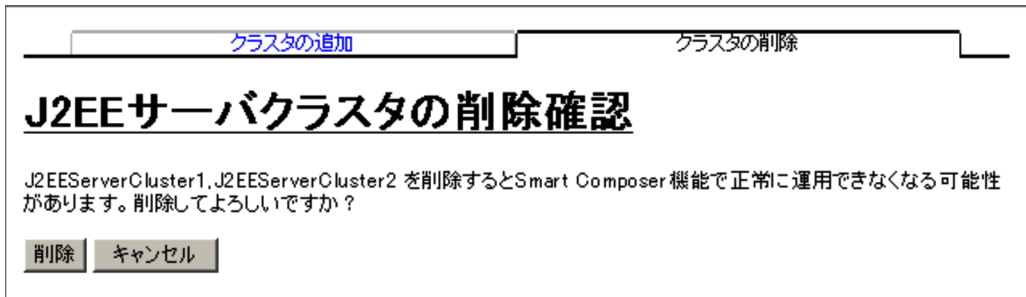 クラスタの追加 クラスタの削除
J2EEサーバクラスタの削除確認
J2EEServerCluster1,J2EEServerCluster2 を削除するとSmart Composer機能で正常に運用できなくなる可能性
があります。削除してよろしいですか？
削除 キャンセル